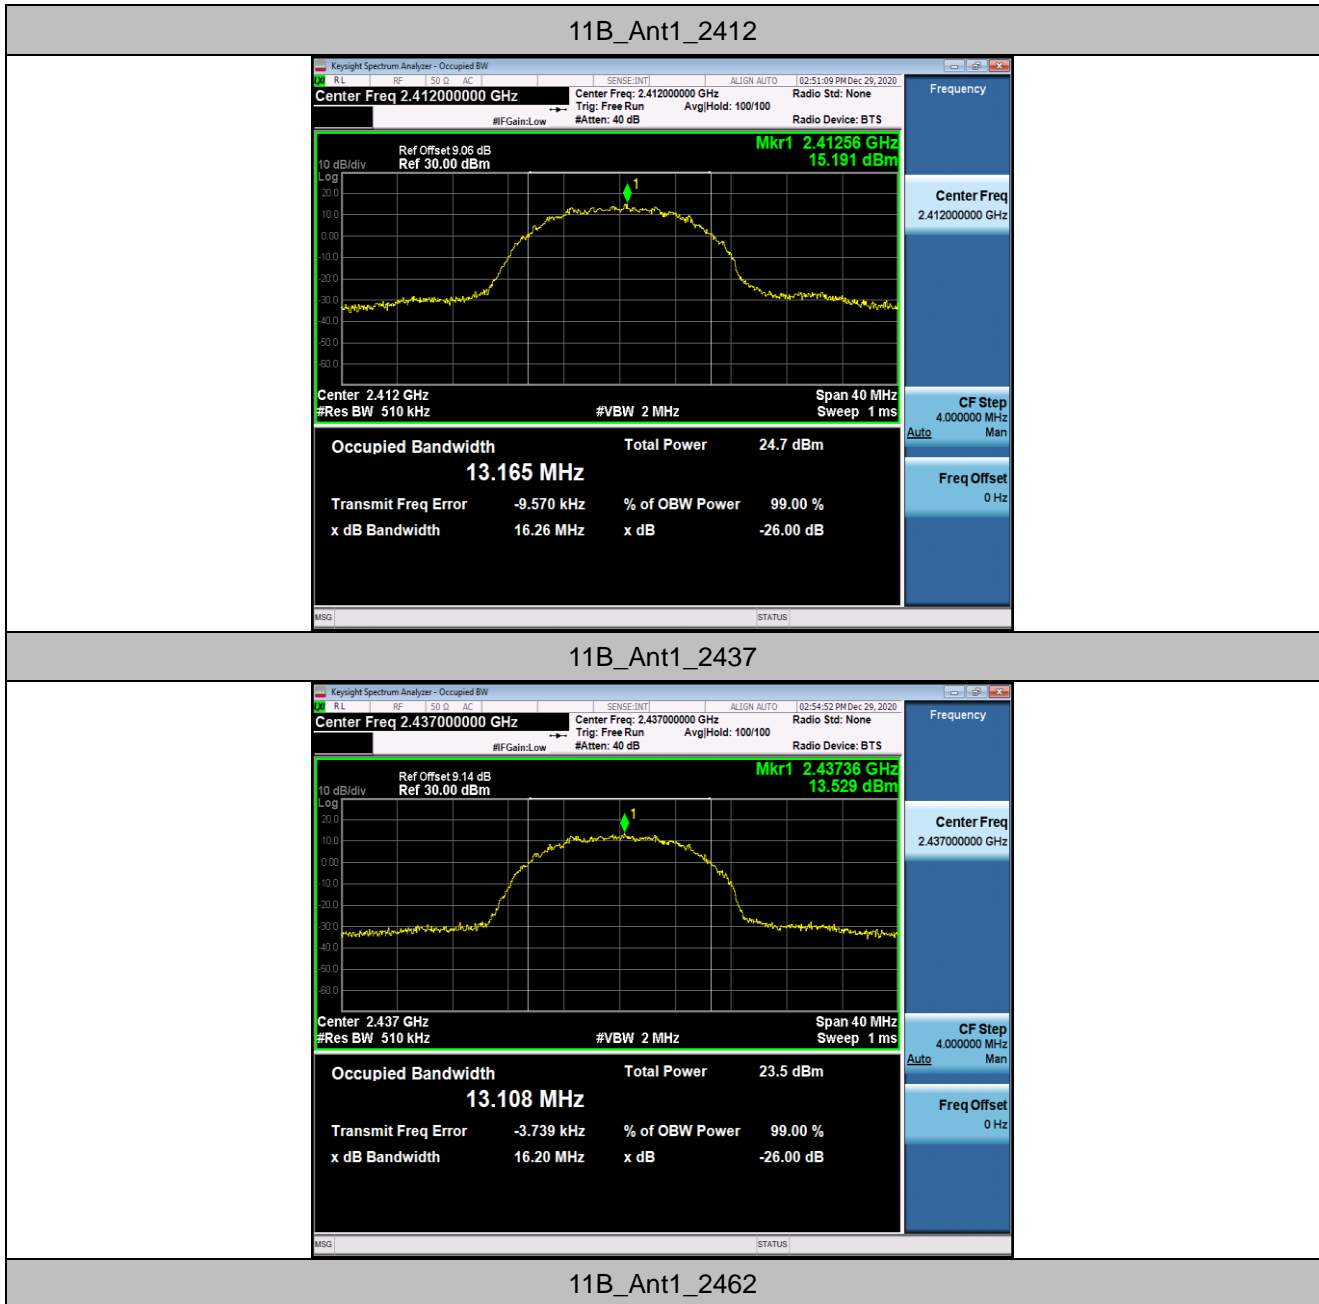 11B_Ant1_2412
Keysight Spectrum Analyzer - Occupied BW
RL RF 50 Ω AC SENSE:INT ALIGN AUTO 02:51:09 PM Dec 29, 2020
Center Freq 2.412000000 GHz
Center Freq: 2.412000000 GHz Radio Std: None
Trig: Free Run Avg|Hold: 100/100
#IFGain:Low #Atten: 40 dB Radio Device: BTS
Frequency
Mkr1 2.41256 GHz
15.191 dBm
Ref Offset 9.06 dB
10 dB/div Ref 30.00 dBm
Log
20.0
10.0
0.00
-10.0
-20.0
-30.0
-40.0
-50.0
-60.0
1
Center 2.412 GHz Span 40 MHz
#Res BW 510 kHz #VBW 2 MHz Sweep 1 ms
Center Freq
2.412000000 GHz
CF Step
4.000000 MHz
Auto Man
Freq Offset
0 Hz
Occupied Bandwidth Total Power 24.7 dBm
13.165 MHz
Transmit Freq Error -9.570 kHz % of OBW Power 99.00 %
x dB Bandwidth 16.26 MHz x dB -26.00 dB
MSG STATUS
11B_Ant1_2437
Keysight Spectrum Analyzer - Occupied BW
RL RF 50 Ω AC SENSE:INT ALIGN AUTO 02:54:52 PM Dec 29, 2020
Center Freq 2.437000000 GHz
Center Freq: 2.437000000 GHz Radio Std: None
Trig: Free Run Avg|Hold: 100/100
#IFGain:Low #Atten: 40 dB Radio Device: BTS
Frequency
Mkr1 2.43736 GHz
13.529 dBm
Ref Offset 9.14 dB
10 dB/div Ref 30.00 dBm
Log
20.0
10.0
0.00
-10.0
-20.0
-30.0
-40.0
-50.0
-60.0
1
Center 2.437 GHz Span 40 MHz
#Res BW 510 kHz #VBW 2 MHz Sweep 1 ms
Center Freq
2.437000000 GHz
CF Step
4.000000 MHz
Auto Man
Freq Offset
0 Hz
Occupied Bandwidth Total Power 23.5 dBm
13.108 MHz
Transmit Freq Error -3.739 kHz % of OBW Power 99.00 %
x dB Bandwidth 16.20 MHz x dB -26.00 dB
MSG STATUS
11B_Ant1_2462